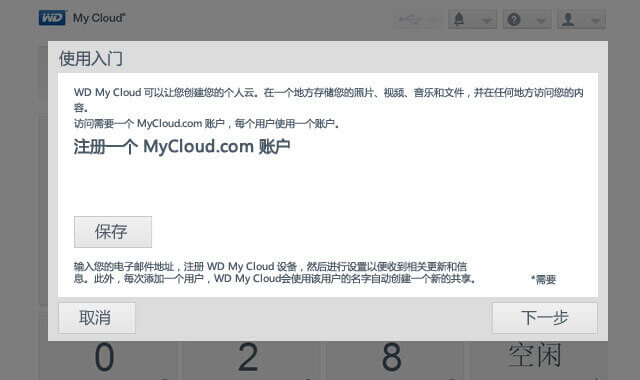 WD My Cloud
使用入门
WD My Cloud 可以让您创建您的个人云。在一个地方存储您的照片、视频、音乐和文件，并在任何地方访问您的内
容。
访问需要一个 MyCloud.com 账户，每个用户使用一个账户。
注册一个 MyCloud.com 账户
保存
输入您的电子邮件地址，注册 WD My Cloud 设备，然后进行设置以便收到相关更新和信
息。此外，每次添加一个用户，WD My Cloud会使用该用户的名字自动创建一个新的共享。
*需要
取消
下一步
0
2
8
空闲